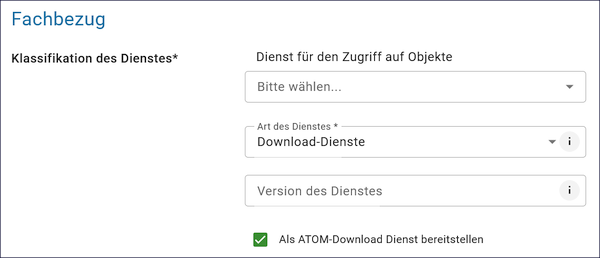 Fachbezug
Klassifikation des Dienstes*
Dienst für den Zugriff auf Objekte
Bitte wählen...
Art des Dienstes *
Download-Dienste
i
Version des Dienstes
i
Als ATOM-Download Dienst bereitstellen